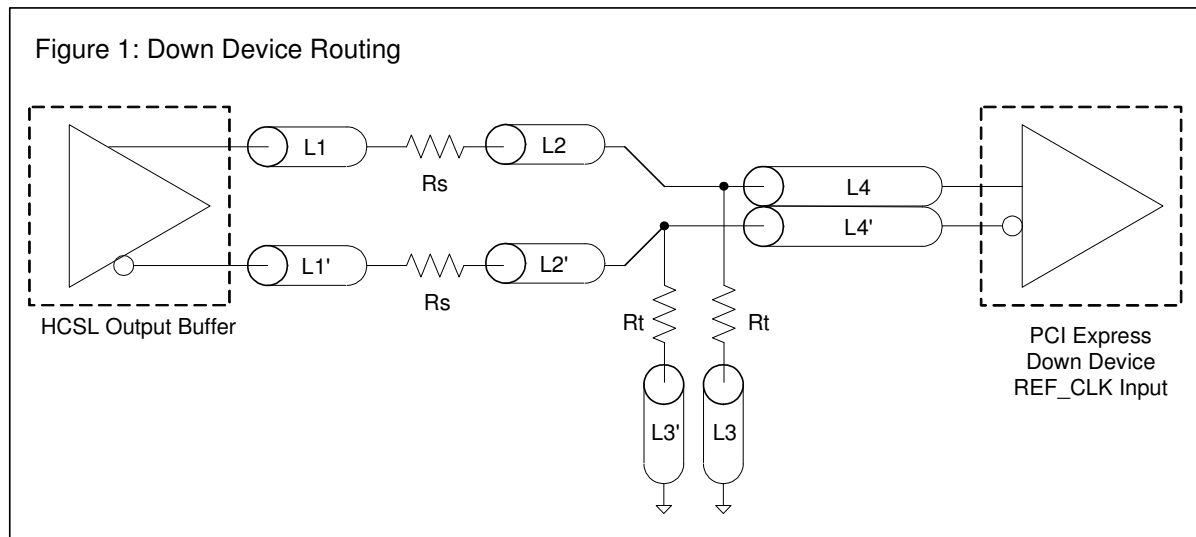 Figure 1: Down Device Routing
L1
Rs
L2
L4
L4'
L1'
Rs
L2'
HCSL Output Buffer
Rt
Rt
L3'
L3
PCI Express
Down Device
REF_CLK Input